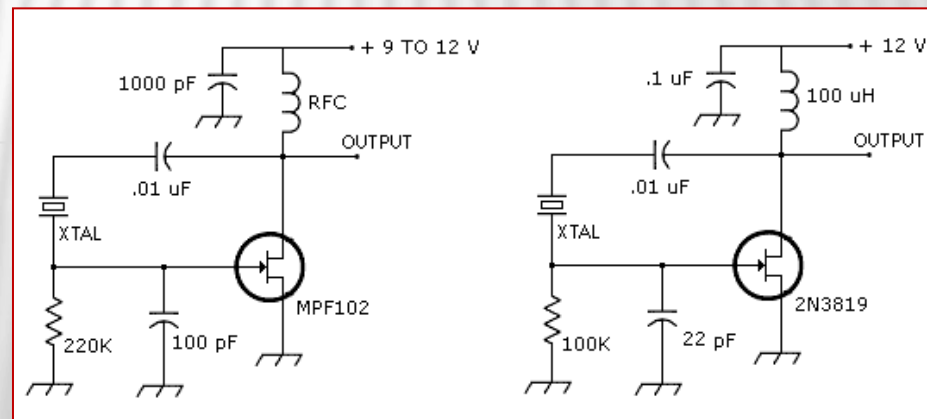 + 9 TO 12 V
1000 pF
RFC
OUTPUT
.01 uF
XTAL
MPF102
220K
100 pF
+ 12 V
.1 uF
100 uH
OUTPUT
.01 uF
XTAL
2N3819
100K
22 pF